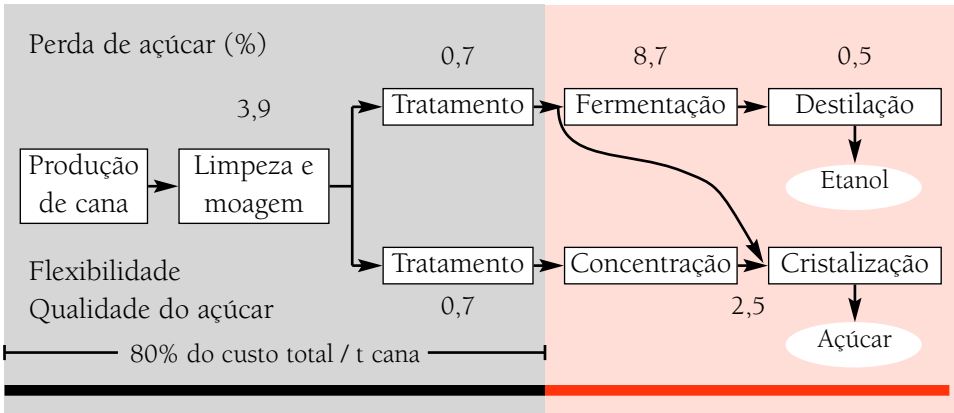 Perda de açúcar (%)
0,7
8,7
0,5
3,9
Tratamento
Fermentação
Destilação
Produção
de cana
Limpeza e
moagem
Etanol
Tratamento
Concentração
Cristalização
Flexibilidade
Qualidade do açúcar
0,7
2,5
Açúcar
80% do custo total / t cana